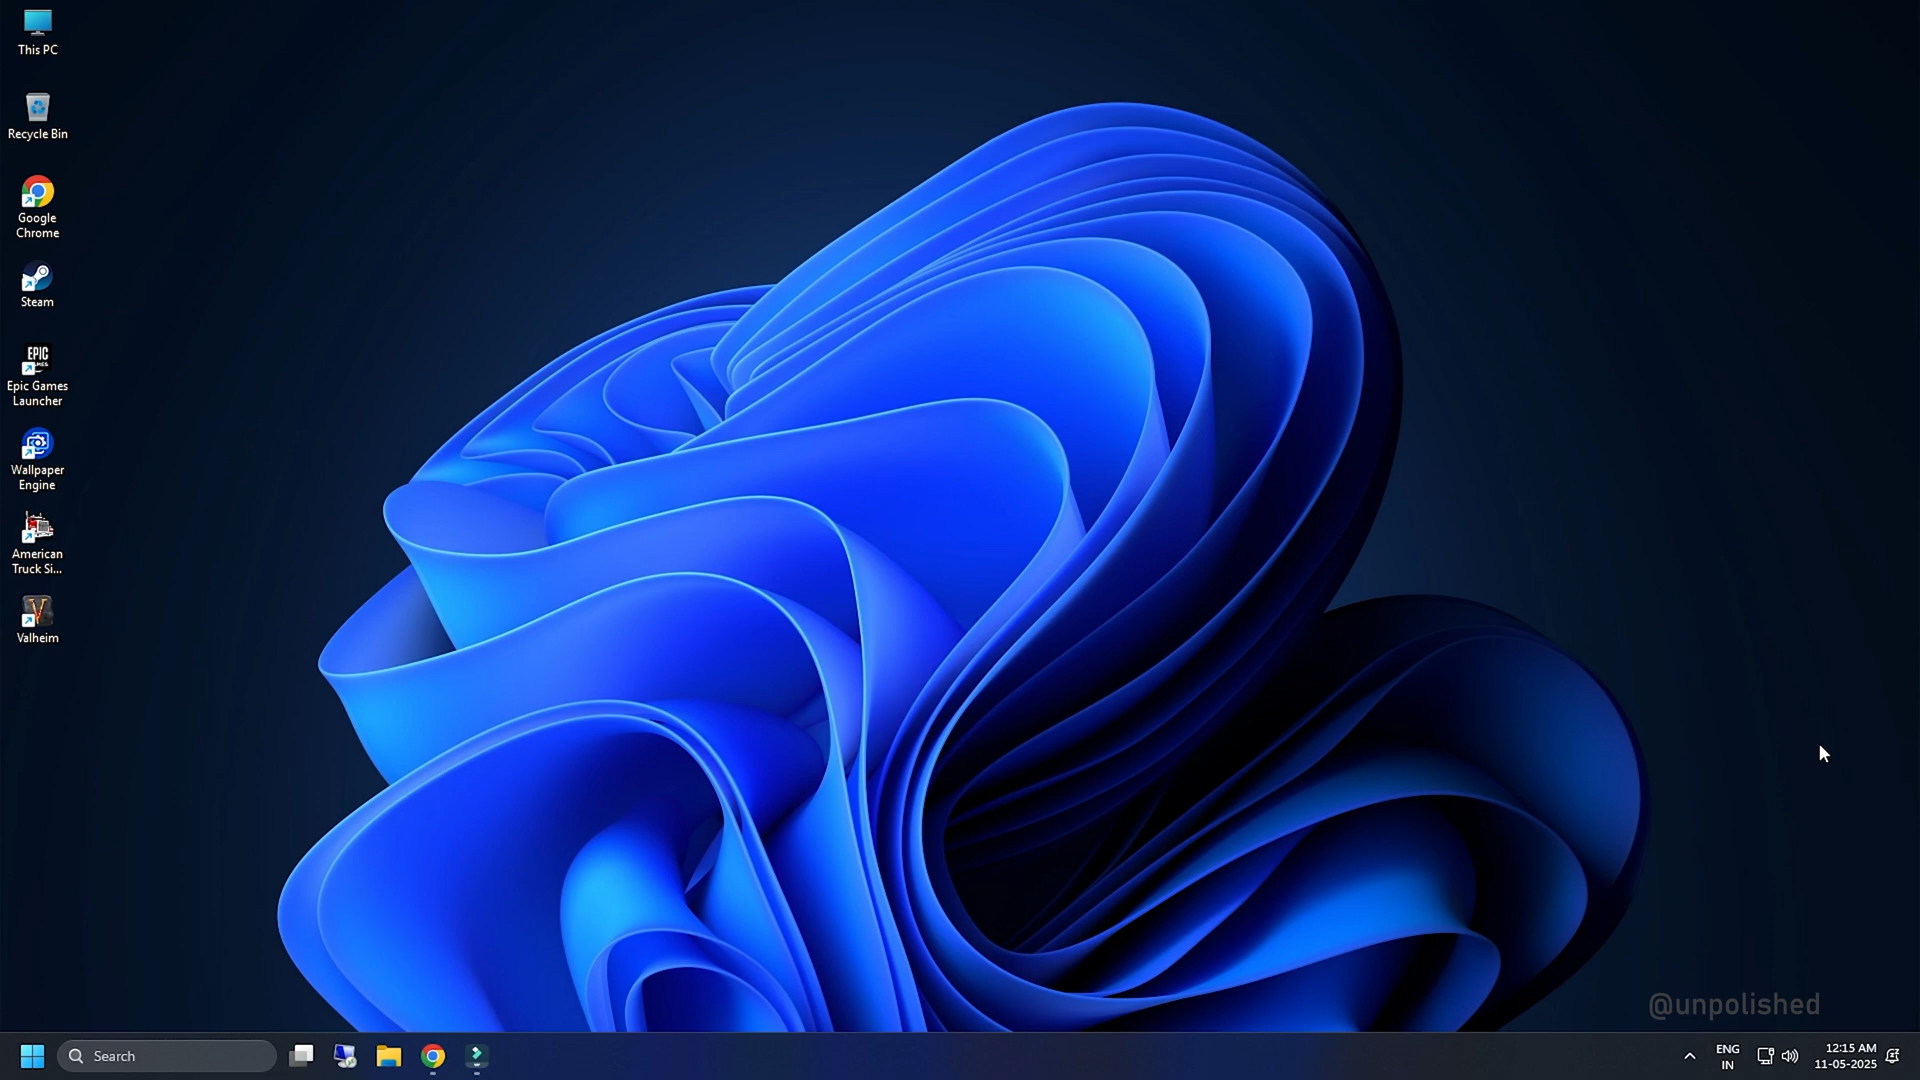 This PC
Recycle Bin
Google
Chrome
Steam
EPIC
GAMES
Epic Games
Launcher
Wallpaper
Engine
American
Truck Si...
V
Valheim
@unpolished
Search
ENG
IN
12:15 AM
11-05-2025